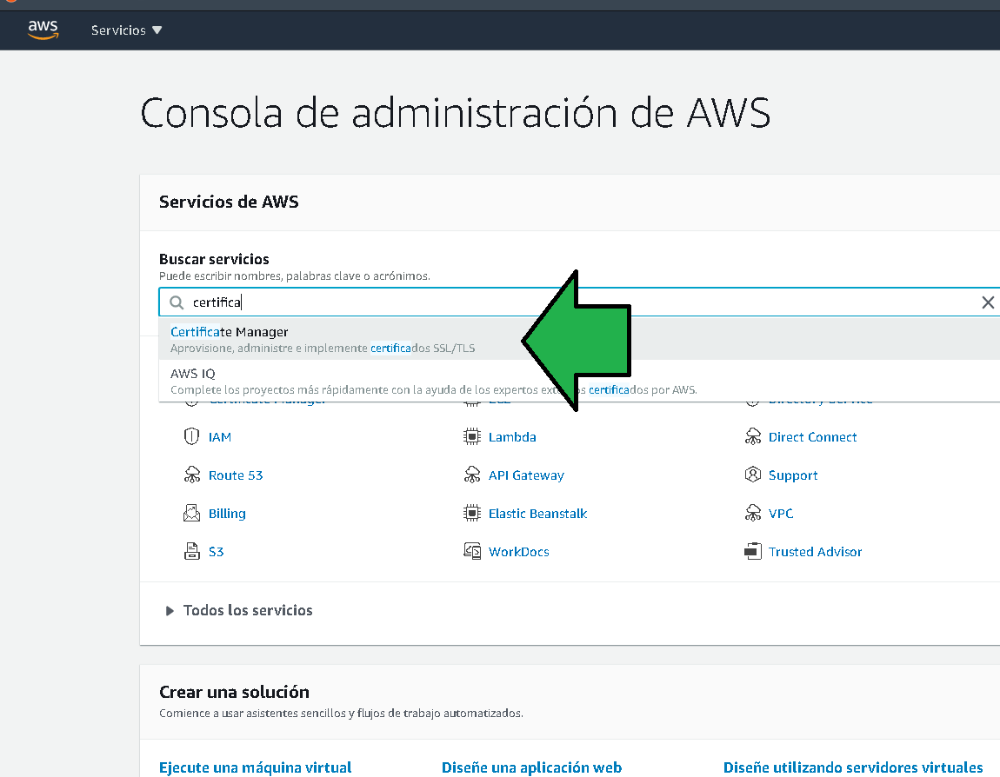 aws
Servicios
Consola de administración de AWS
Servicios de AWS
Buscar servicios
Puede escribir nombres, palabras clave o acrónimos.
certifica
Certificate Manager
Aprovisione, administre e implemente certificados SSL/TLS
AWS IQ
Complete los proyectos más rápidamente con la ayuda de los expertos certificados por AWS.
Certificate Manager
EC2
Directory Service
IAM
Lambda
Direct Connect
Route 53
API Gateway
Support
Billing
Elastic Beanstalk
VPC
S3
WorkDocs
Trusted Advisor
Todos los servicios
Crear una solución
Comience a usar asistentes sencillos y flujos de trabajo automatizados.
Ejecute una máquina virtual
Diseñe una aplicación web
Diseñe utilizando servidores virtuales